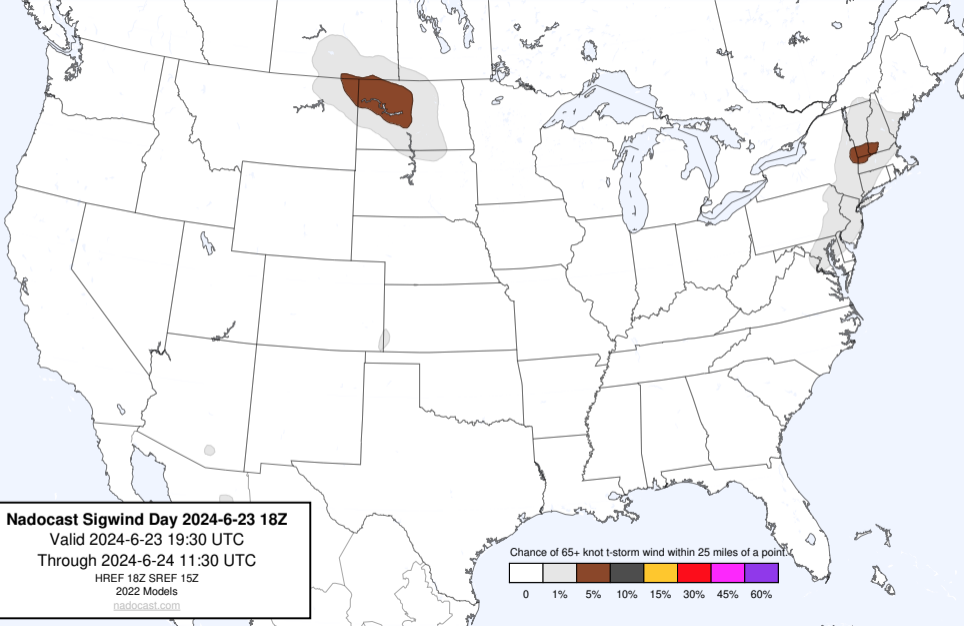 Nadocast Sigwind Day 2024-6-23 18Z
Valid 2024-6-23 19:30 UTC
Through 2024-6-24 11:30 UTC
HREF 18Z SREF 15Z
2022 Models
nadocast.com
Chance of 65+ knot t-storm wind within 25 miles of a point.
0 1% 5% 10% 15% 30% 45% 60%